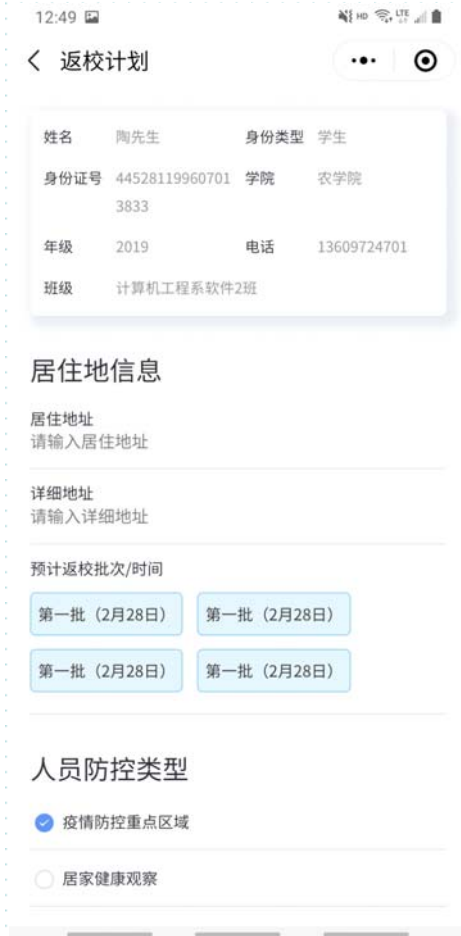 12:49
HD LTE
返校计划
姓名 陶先生 身份类型 学生
身份证号 44528119960701 学院 农学院
3833
年级 2019 电话 13609724701
班级 计算机工程系软件2班
居住地信息
居住地址
请输入居住地址
详细地址
请输入详细地址
预计返校批次/时间
第一批（2月28日） 第一批（2月28日）
第一批（2月28日） 第一批（2月28日）
人员防控类型
疫情防控重点区域
居家健康观察